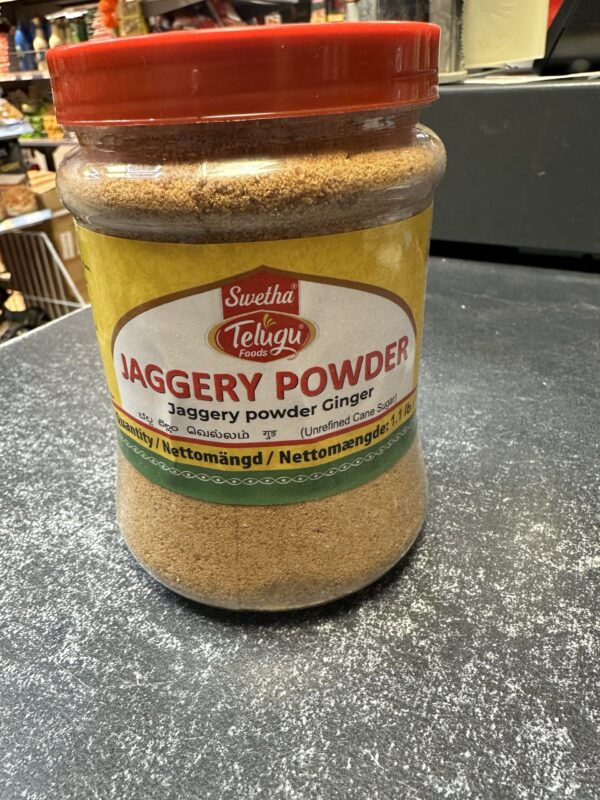 Swetha®
Telugu
Foods
JAGGERY POWDER
Jaggery powder Ginger
ಬೆಲ್ಲ బెల్లం வெல்லம் गुड़ (Unrefined Cane Sugar)
Quantity / Nettomängd / Nettomængde: 1.1 lb